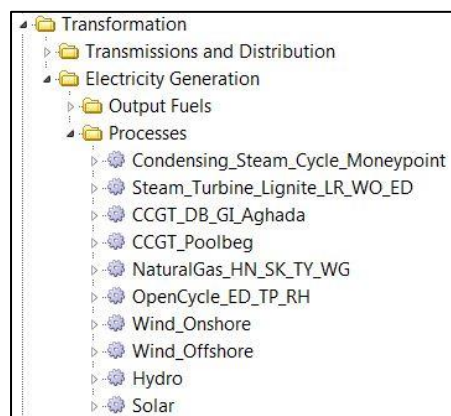 Transformation
Transmissions and Distribution
Electricity Generation
Output Fuels
Processes
Condensing_Steam_Cycle_Moneypoint
Steam_Turbine_Lignite_LR_WO_ED
CCGT_DB_GI_Aghada
CCGT_Poolbeg
NaturalGas_HN_SK_TY_WG
OpenCycle_ED_TP_RH
Wind_Onshore
Wind_Offshore
Hydro
Solar